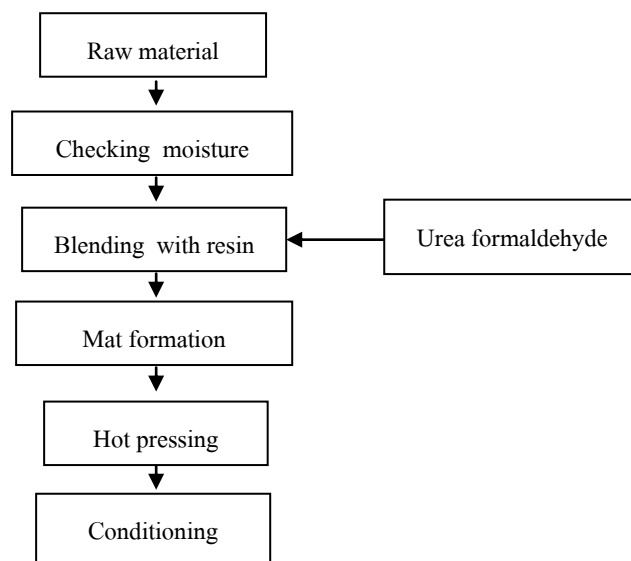 Raw material
Checking moisture
Blending with resin
Urea formaldehyde
Mat formation
Hot pressing
Conditioning